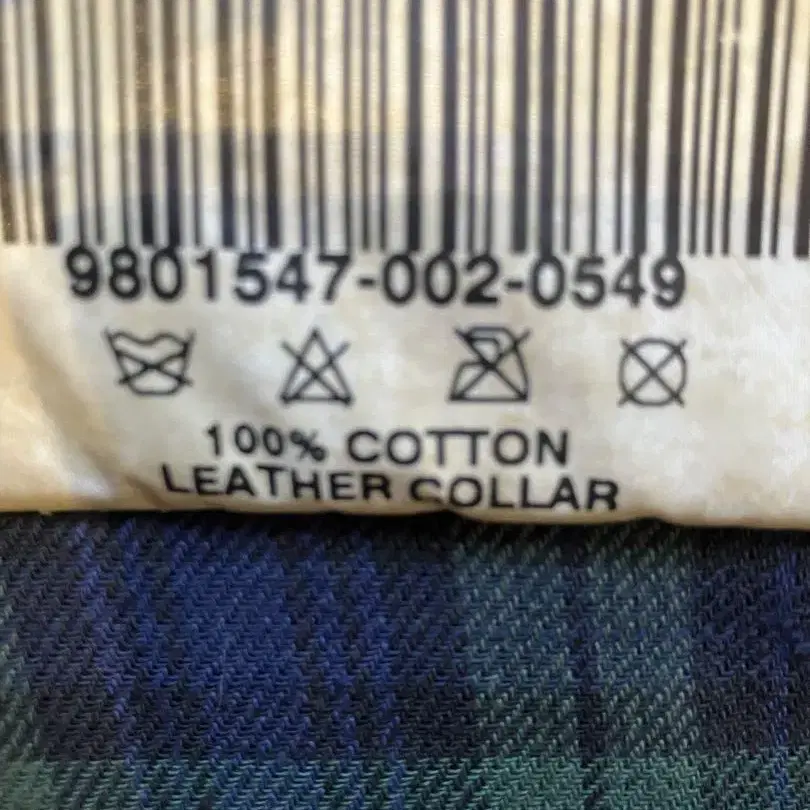 9801547-002-0549
100% COTTON
LEATHER COLLAR